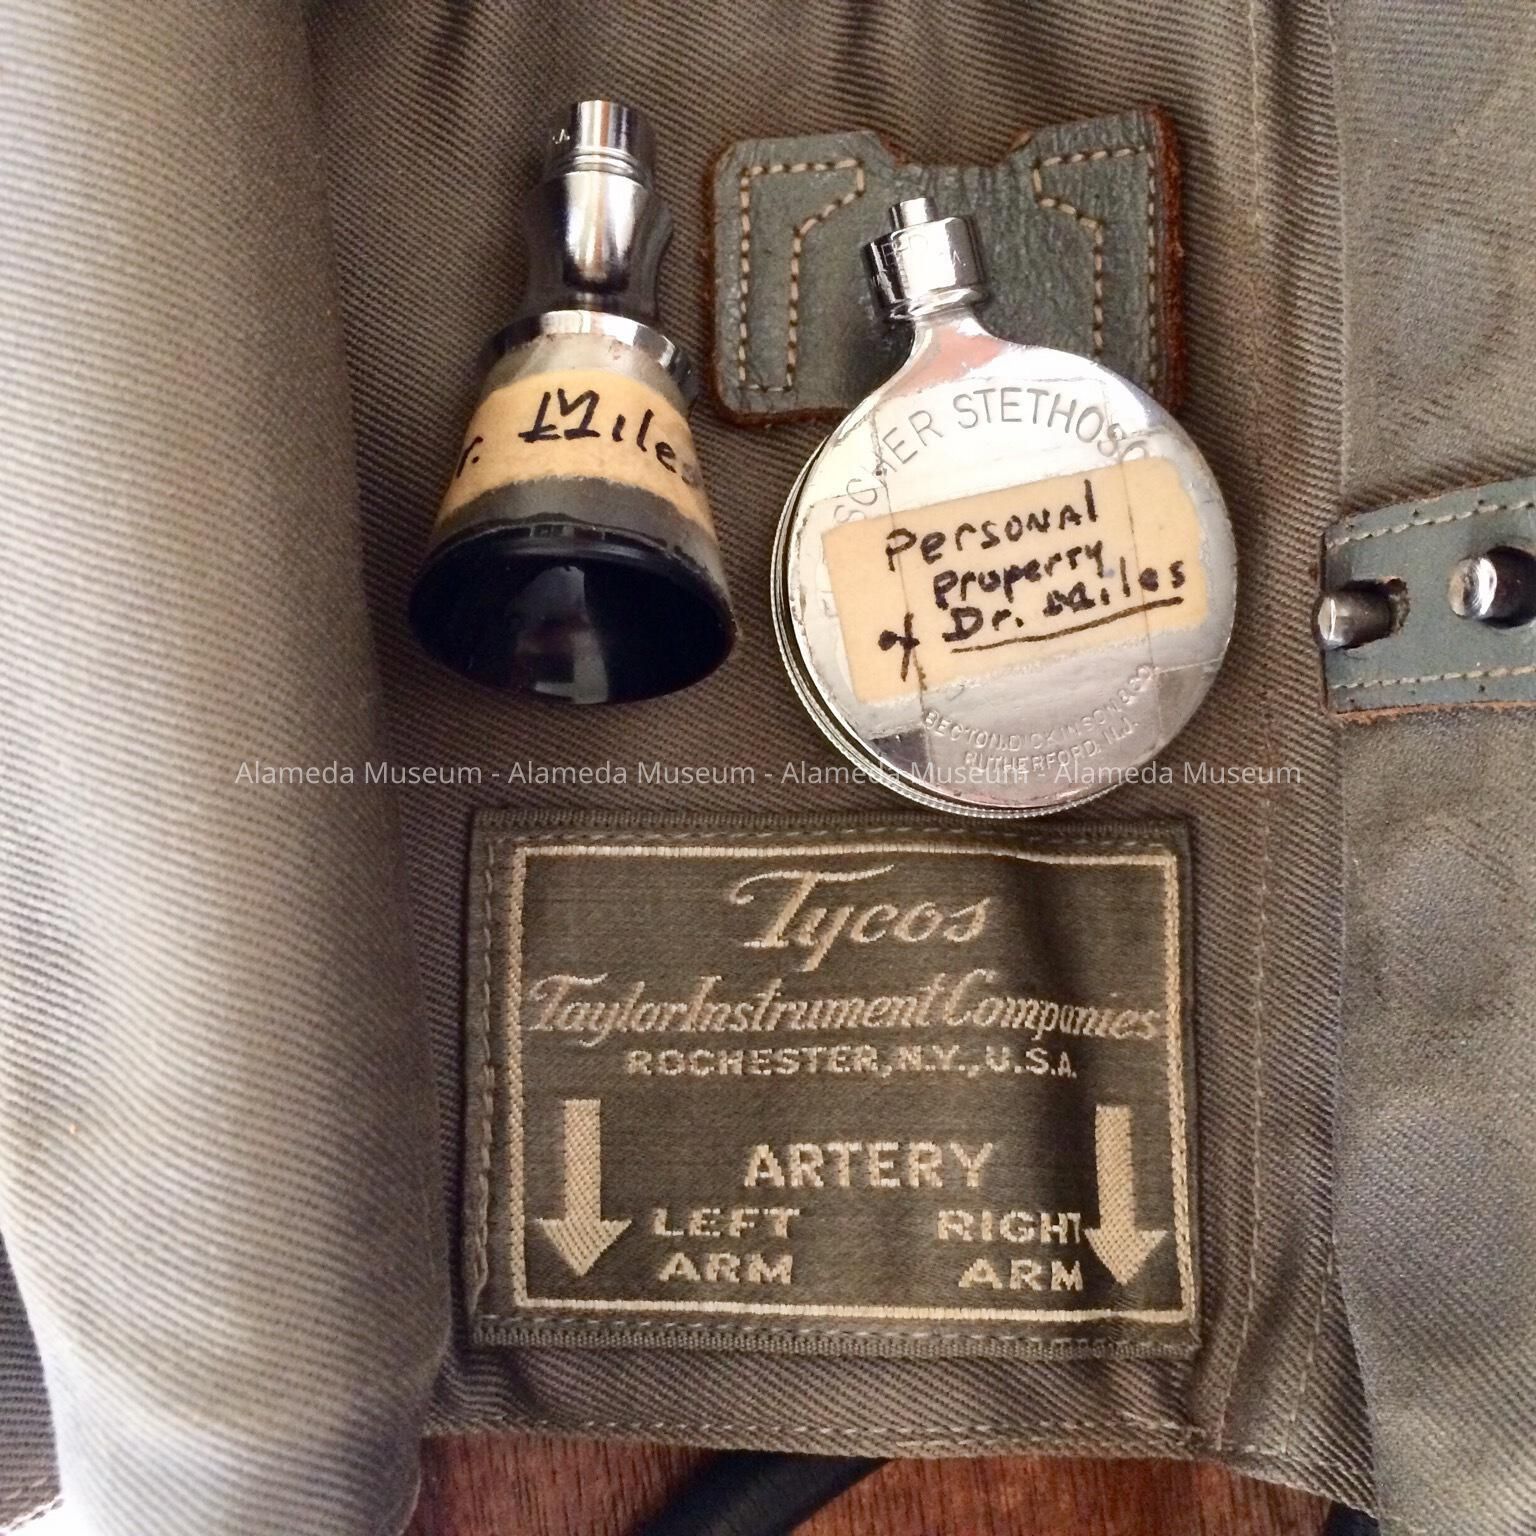 Miles
STETHOSC
Personal
Property
of Dr. Miles
BECTON, DICKINSON & CO.
RUTHERFORD, N.J.
Alameda Museum - Alameda Museum - Alameda Museum - Alameda Museum
Tycos
Taylor Instrument Companies
ROCHESTER, N.Y., U.S.A.
ARTERY
LEFT RIGHT
ARM ARM